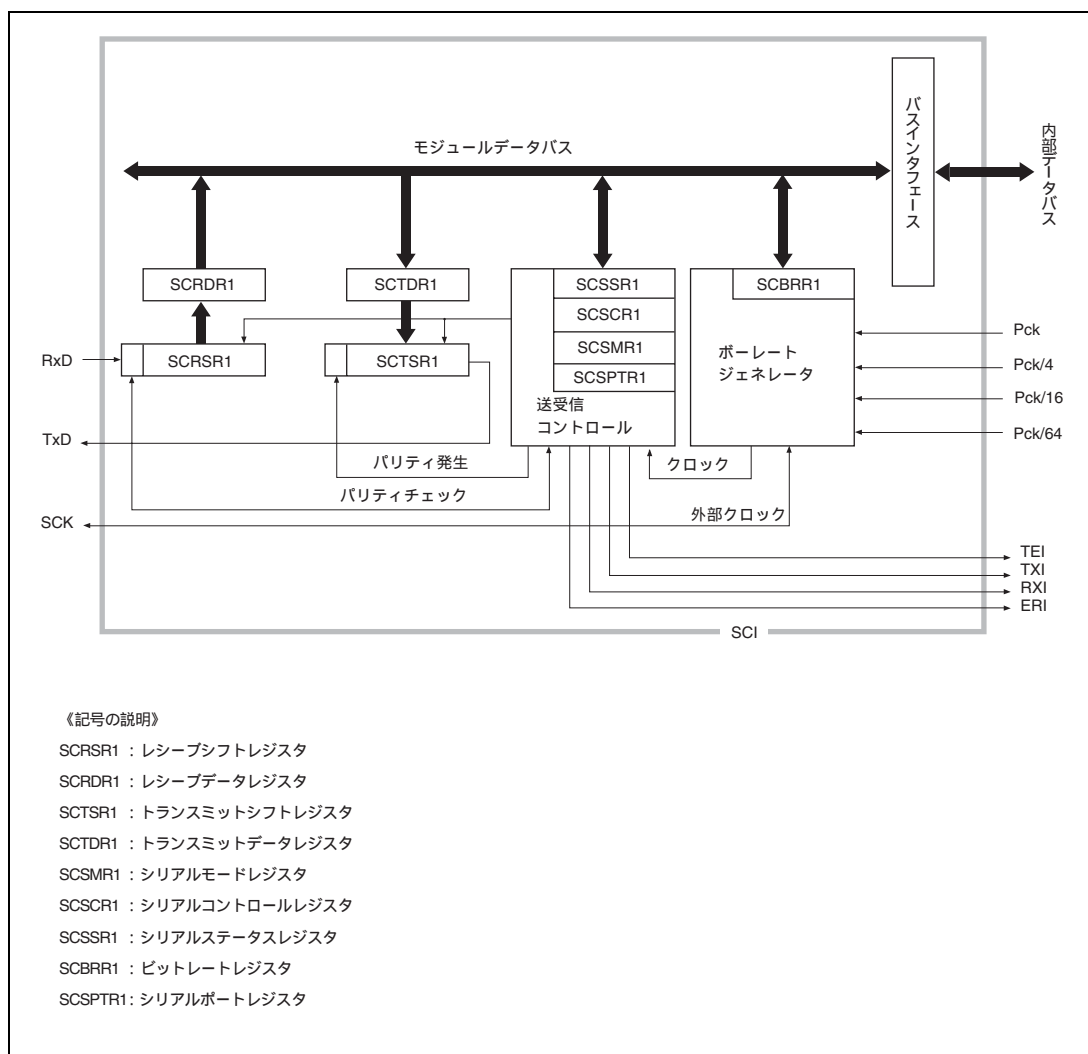 バスインタフェース
内部データバス
モジュールデータバス
SCRDR1
SCTDR1
SCSSR1
SCBRR1
SCSCR1
SCRSR1
SCTSR1
SCSMR1
SCSPTR1
送受信
コントロール
ボーレート
ジェネレータ
RxD
TxD
SCK
Pck
Pck/4
Pck/16
Pck/64
パリティ発生
パリティチェック
クロック
外部クロック
TEI
TXI
RXI
ERI
SCI
《記号の説明》
SCRSR1 : レシーブシフトレジスタ
SCRDR1 : レシーブデータレジスタ
SCTSR1 : トランスミットシフトレジスタ
SCTDR1 : トランスミットデータレジスタ
SCSMR1 : シリアルモードレジスタ
SCSCR1 : シリアルコントロールレジスタ
SCSSR1 : シリアルステータスレジスタ
SCBRR1 : ビットレートレジスタ
SCSPTR1 : シリアルポートレジスタ